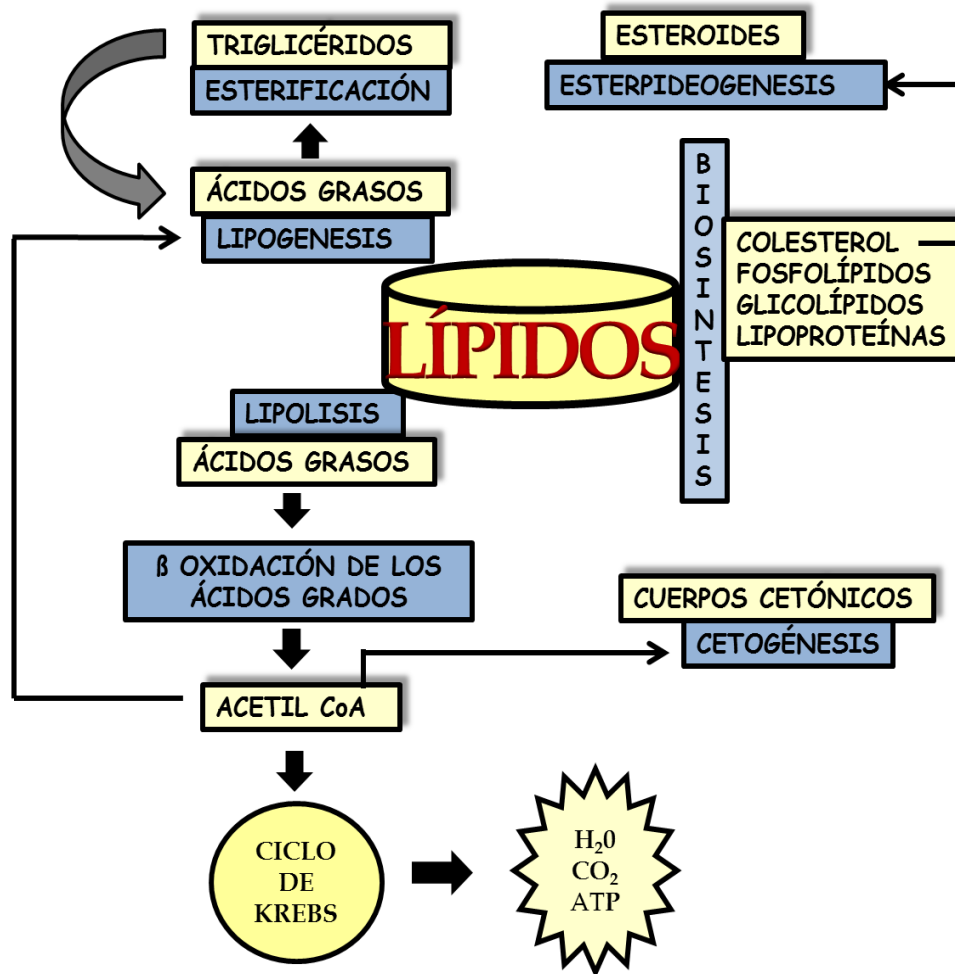 TRIGLICÉRIDOS
ESTERIFICACIÓN
ÁCIDOS GRASOS
LIPOGENESIS
ESTEROIDES
ESTERPIDEOGENESIS
BIOSINTESIS
COLESTEROL
FOSFOLÍPIDOS
GLICOLÍPIDOS
LIPOPROTEÍNAS
LÍPIDOS
LIPOLISIS
ÁCIDOS GRASOS
ß OXIDACIÓN DE LOS
ÁCIDOS GRADOS
CUERPOS CETÓNICOS
CETOGÉNESIS
ACETIL CoA
CICLO
DE
KREBS
H₂0
CO₂
ATP